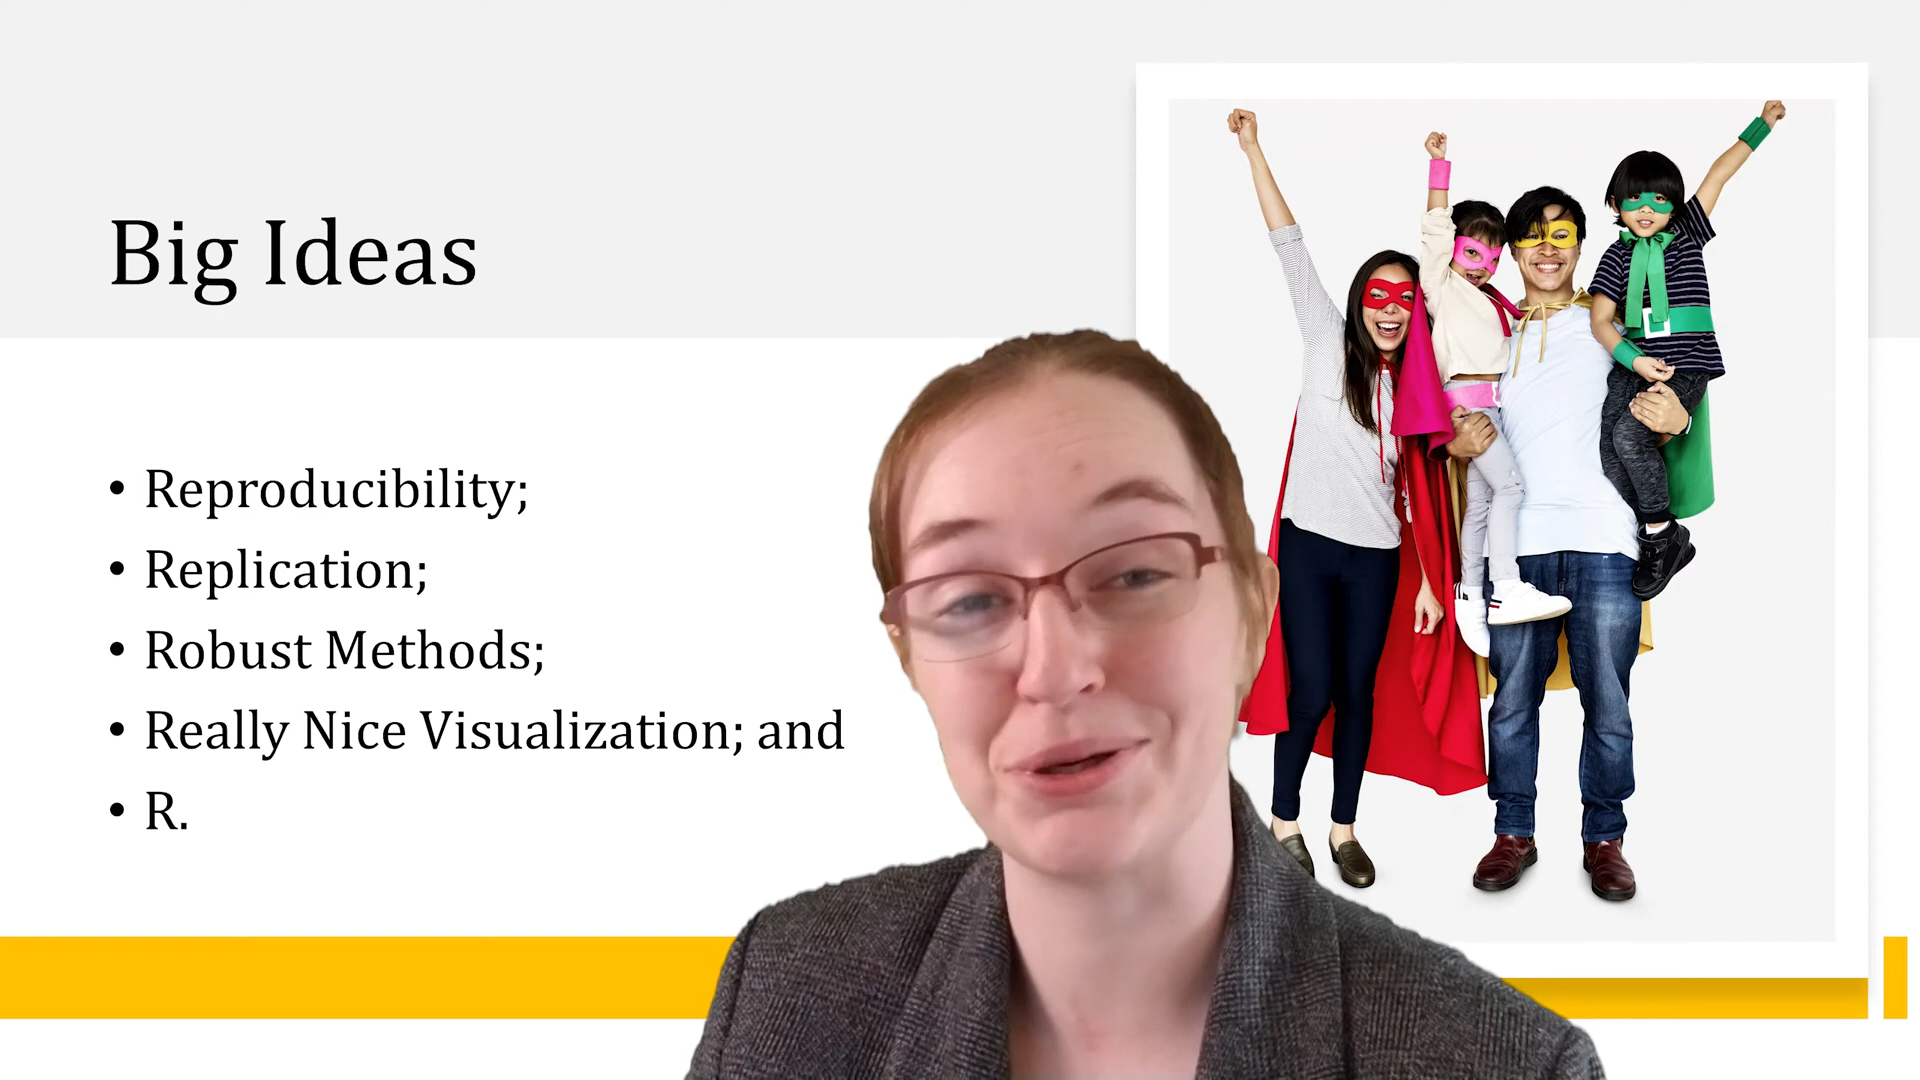 Big Ideas
• Reproducibility;
• Replication;
• Robust Methods;
• Really Nice Visualization; and
• R.